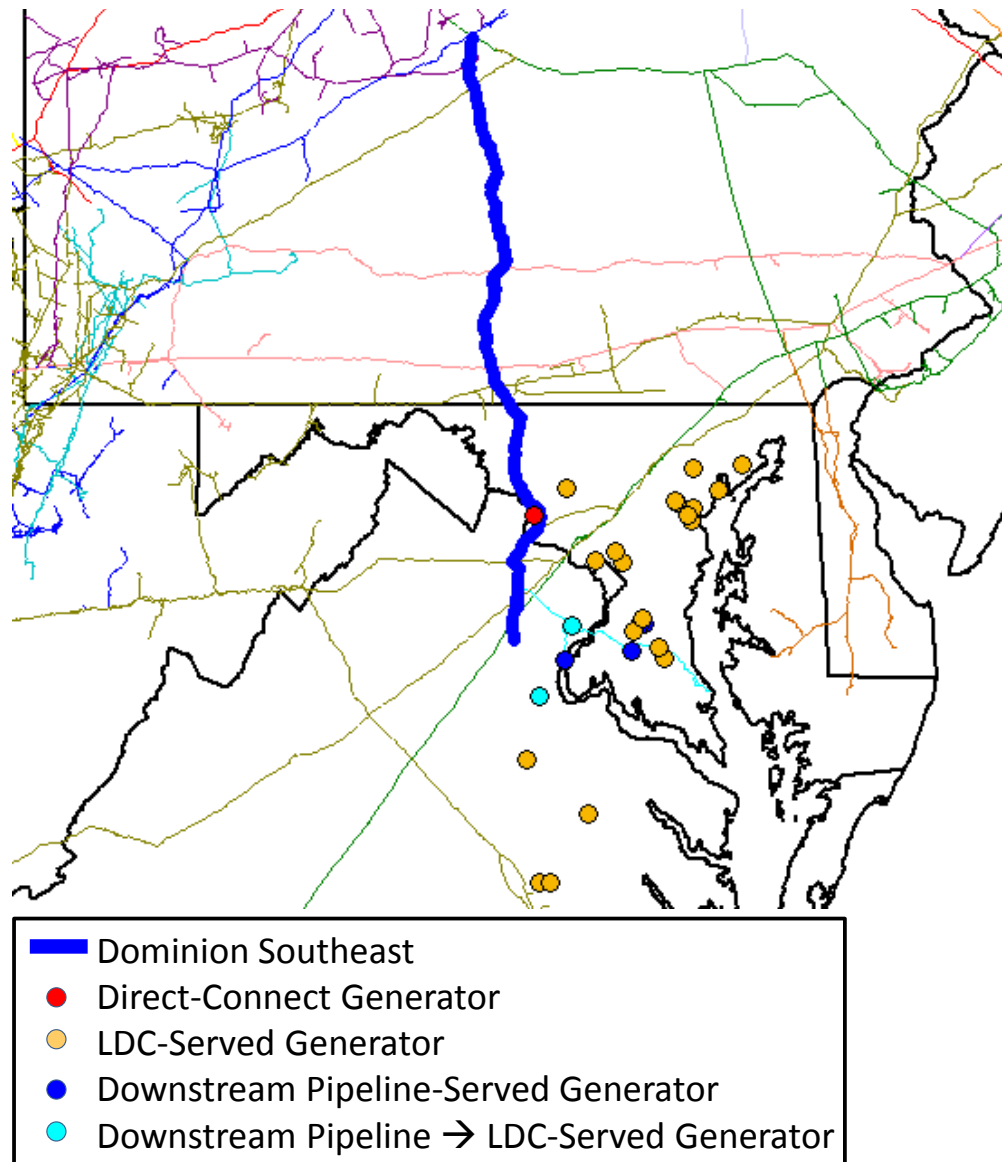 Dominion Southeast
Direct-Connect Generator
LDC-Served Generator
Downstream Pipeline-Served Generator
Downstream Pipeline → LDC-Served Generator